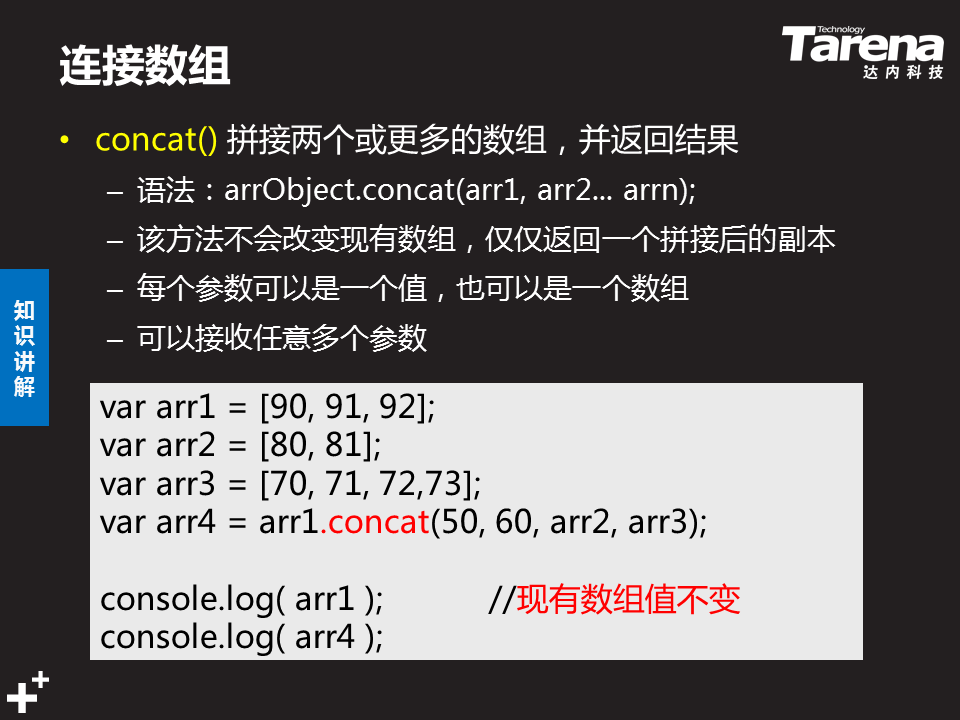 连接数组
Technology
Tarena
达内科技
• concat() 拼接两个或更多的数组，并返回结果
– 语法：arrObject.concat(arr1, arr2... arrn);
– 该方法不会改变现有数组，仅仅返回一个拼接后的副本
– 每个参数可以是一个值，也可以是一个数组
– 可以接收任意多个参数
知
识
讲
解
var arr1 = [90, 91, 92];
var arr2 = [80, 81];
var arr3 = [70, 71, 72,73];
var arr4 = arr1.concat(50, 60, arr2, arr3);
console.log( arr1 ); //现有数组值不变
console.log( arr4 );